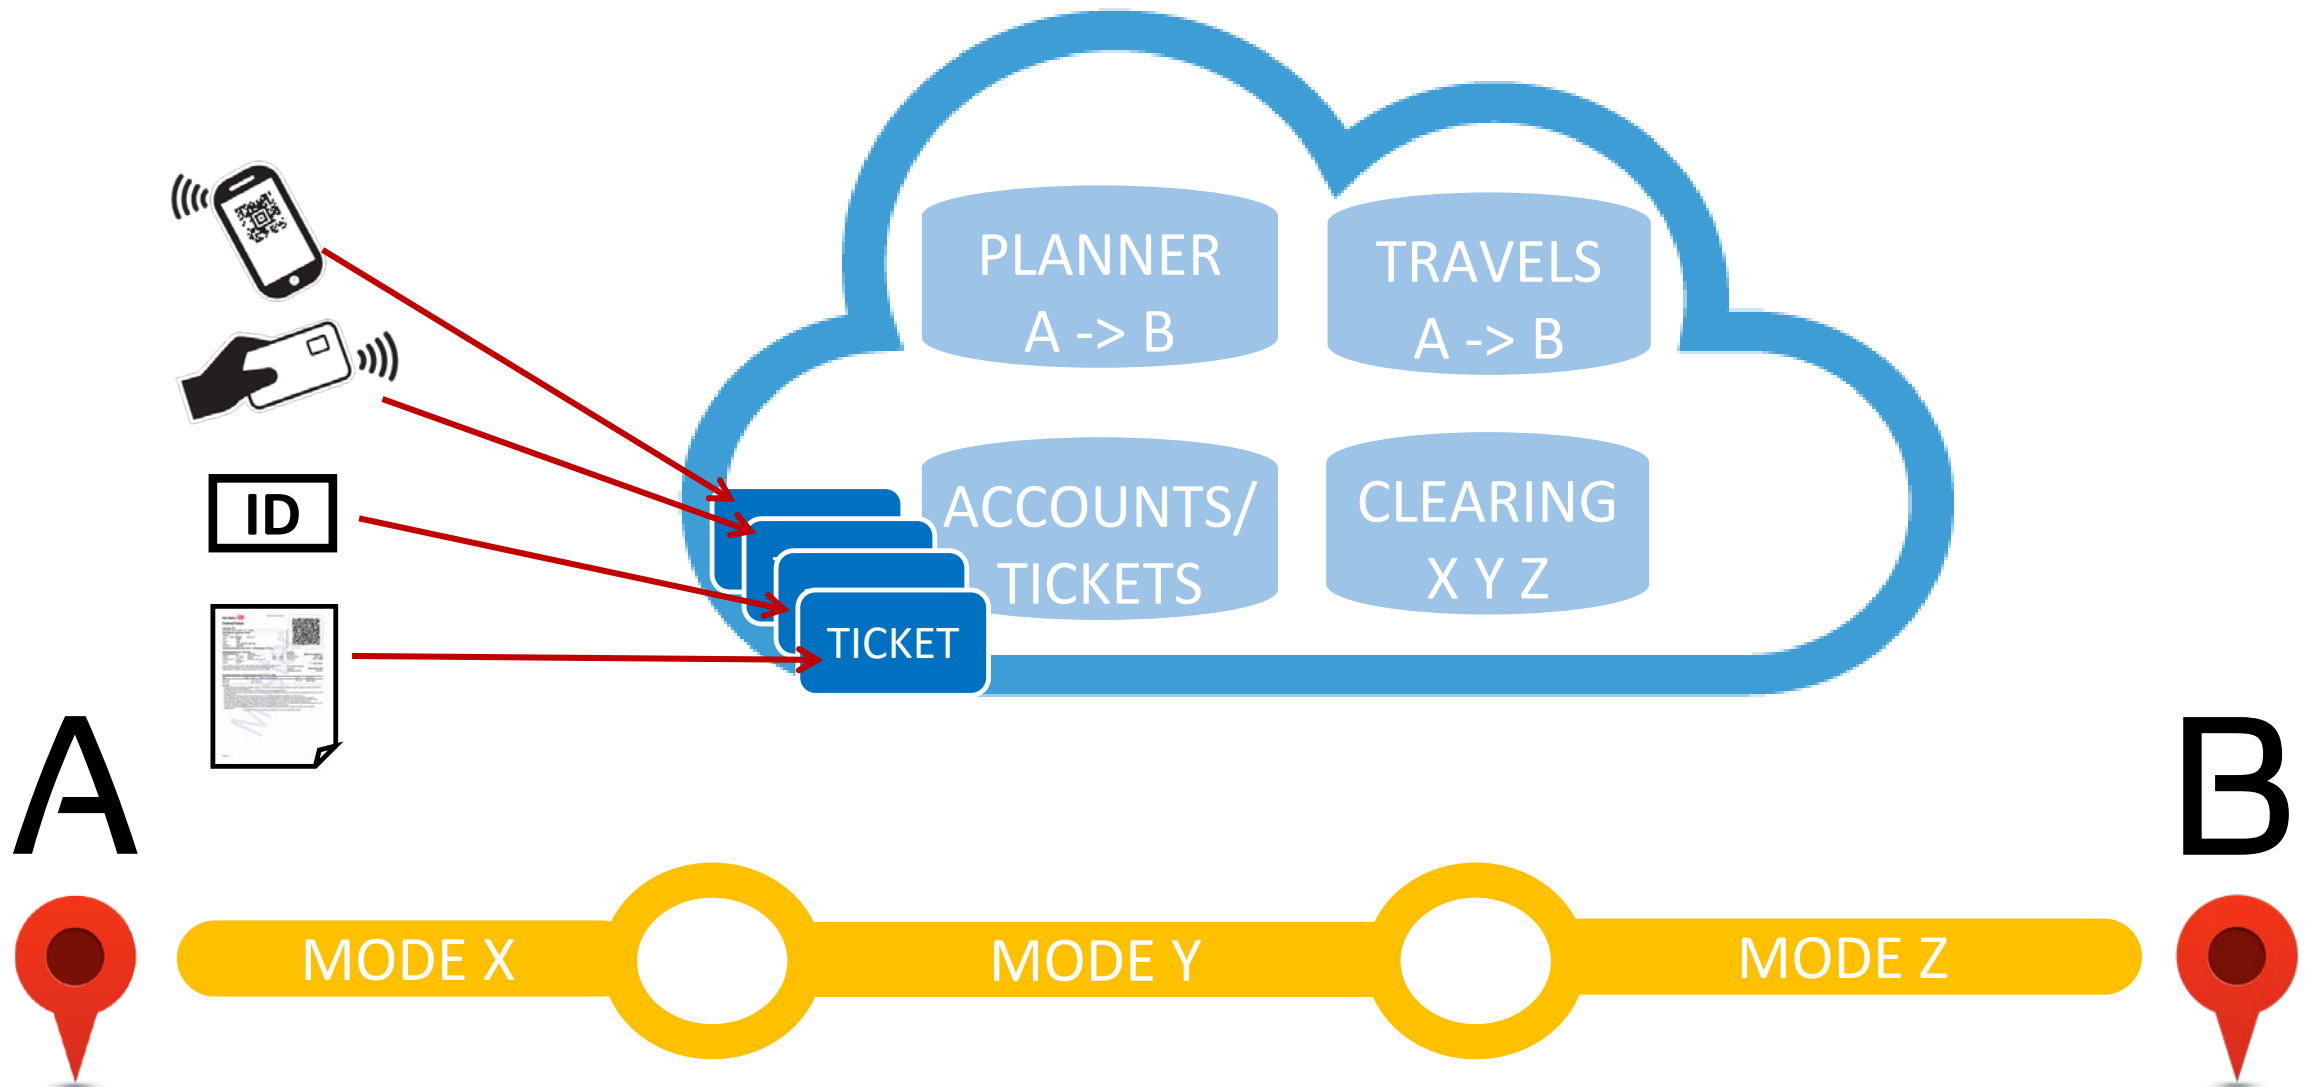 PLANNER
A -> B
TRAVELS
A -> B
ID
ACCOUNTS/
TICKETS
CLEARING
X Y Z
TICKET
A
B
MODE X
MODE Y
MODE Z